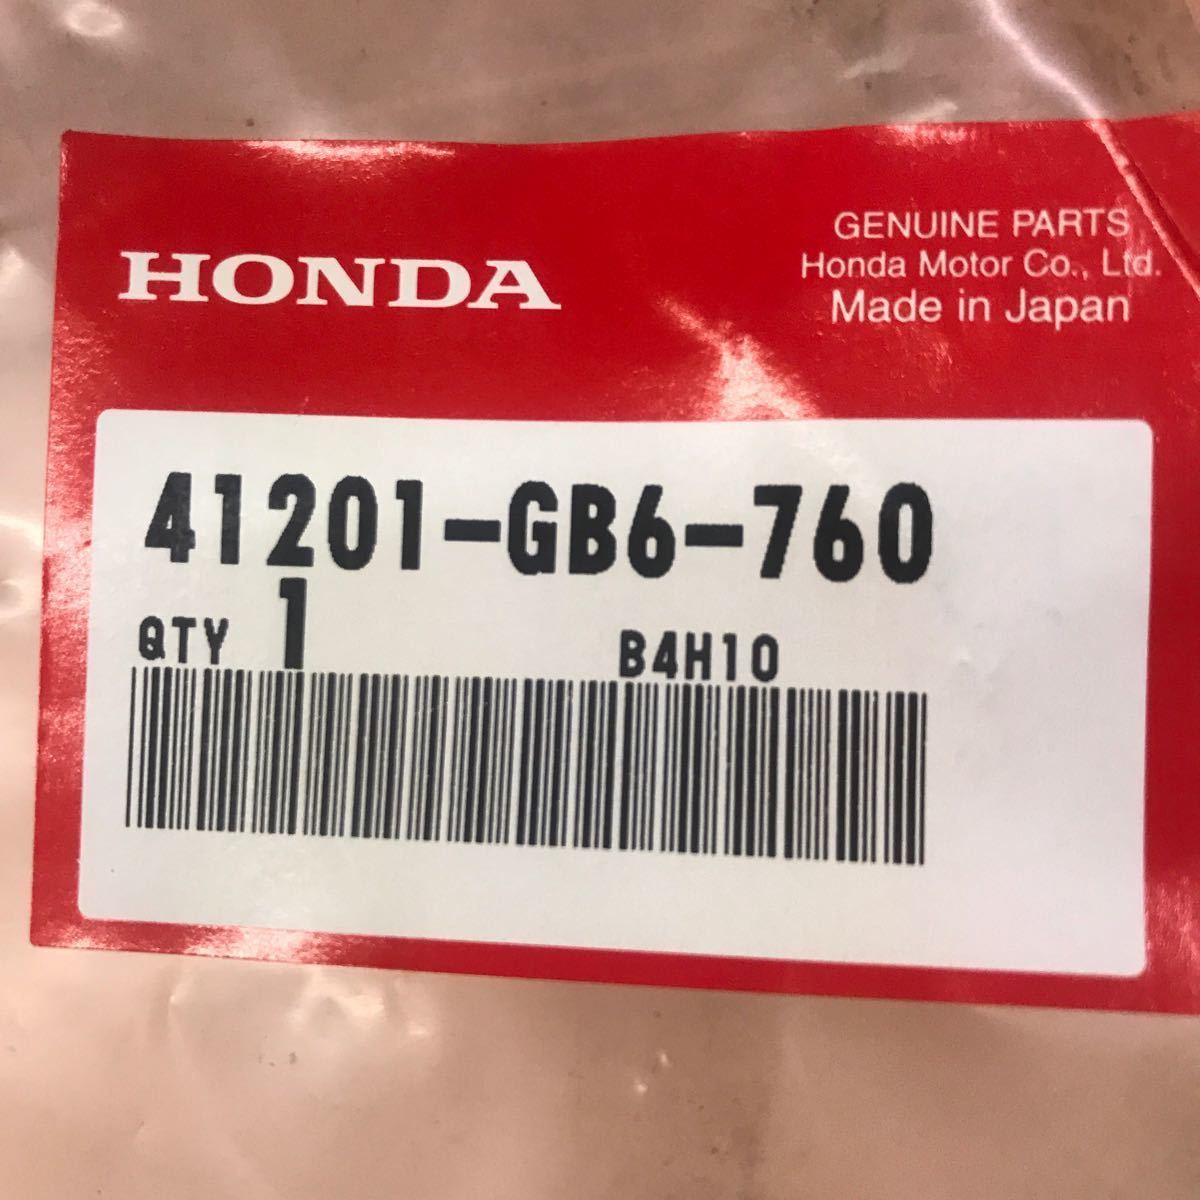 HONDA
GENUINE PARTS
Honda Motor Co., Ltd.
Made in Japan
41201-GB6-760
QTY 1 B4H10